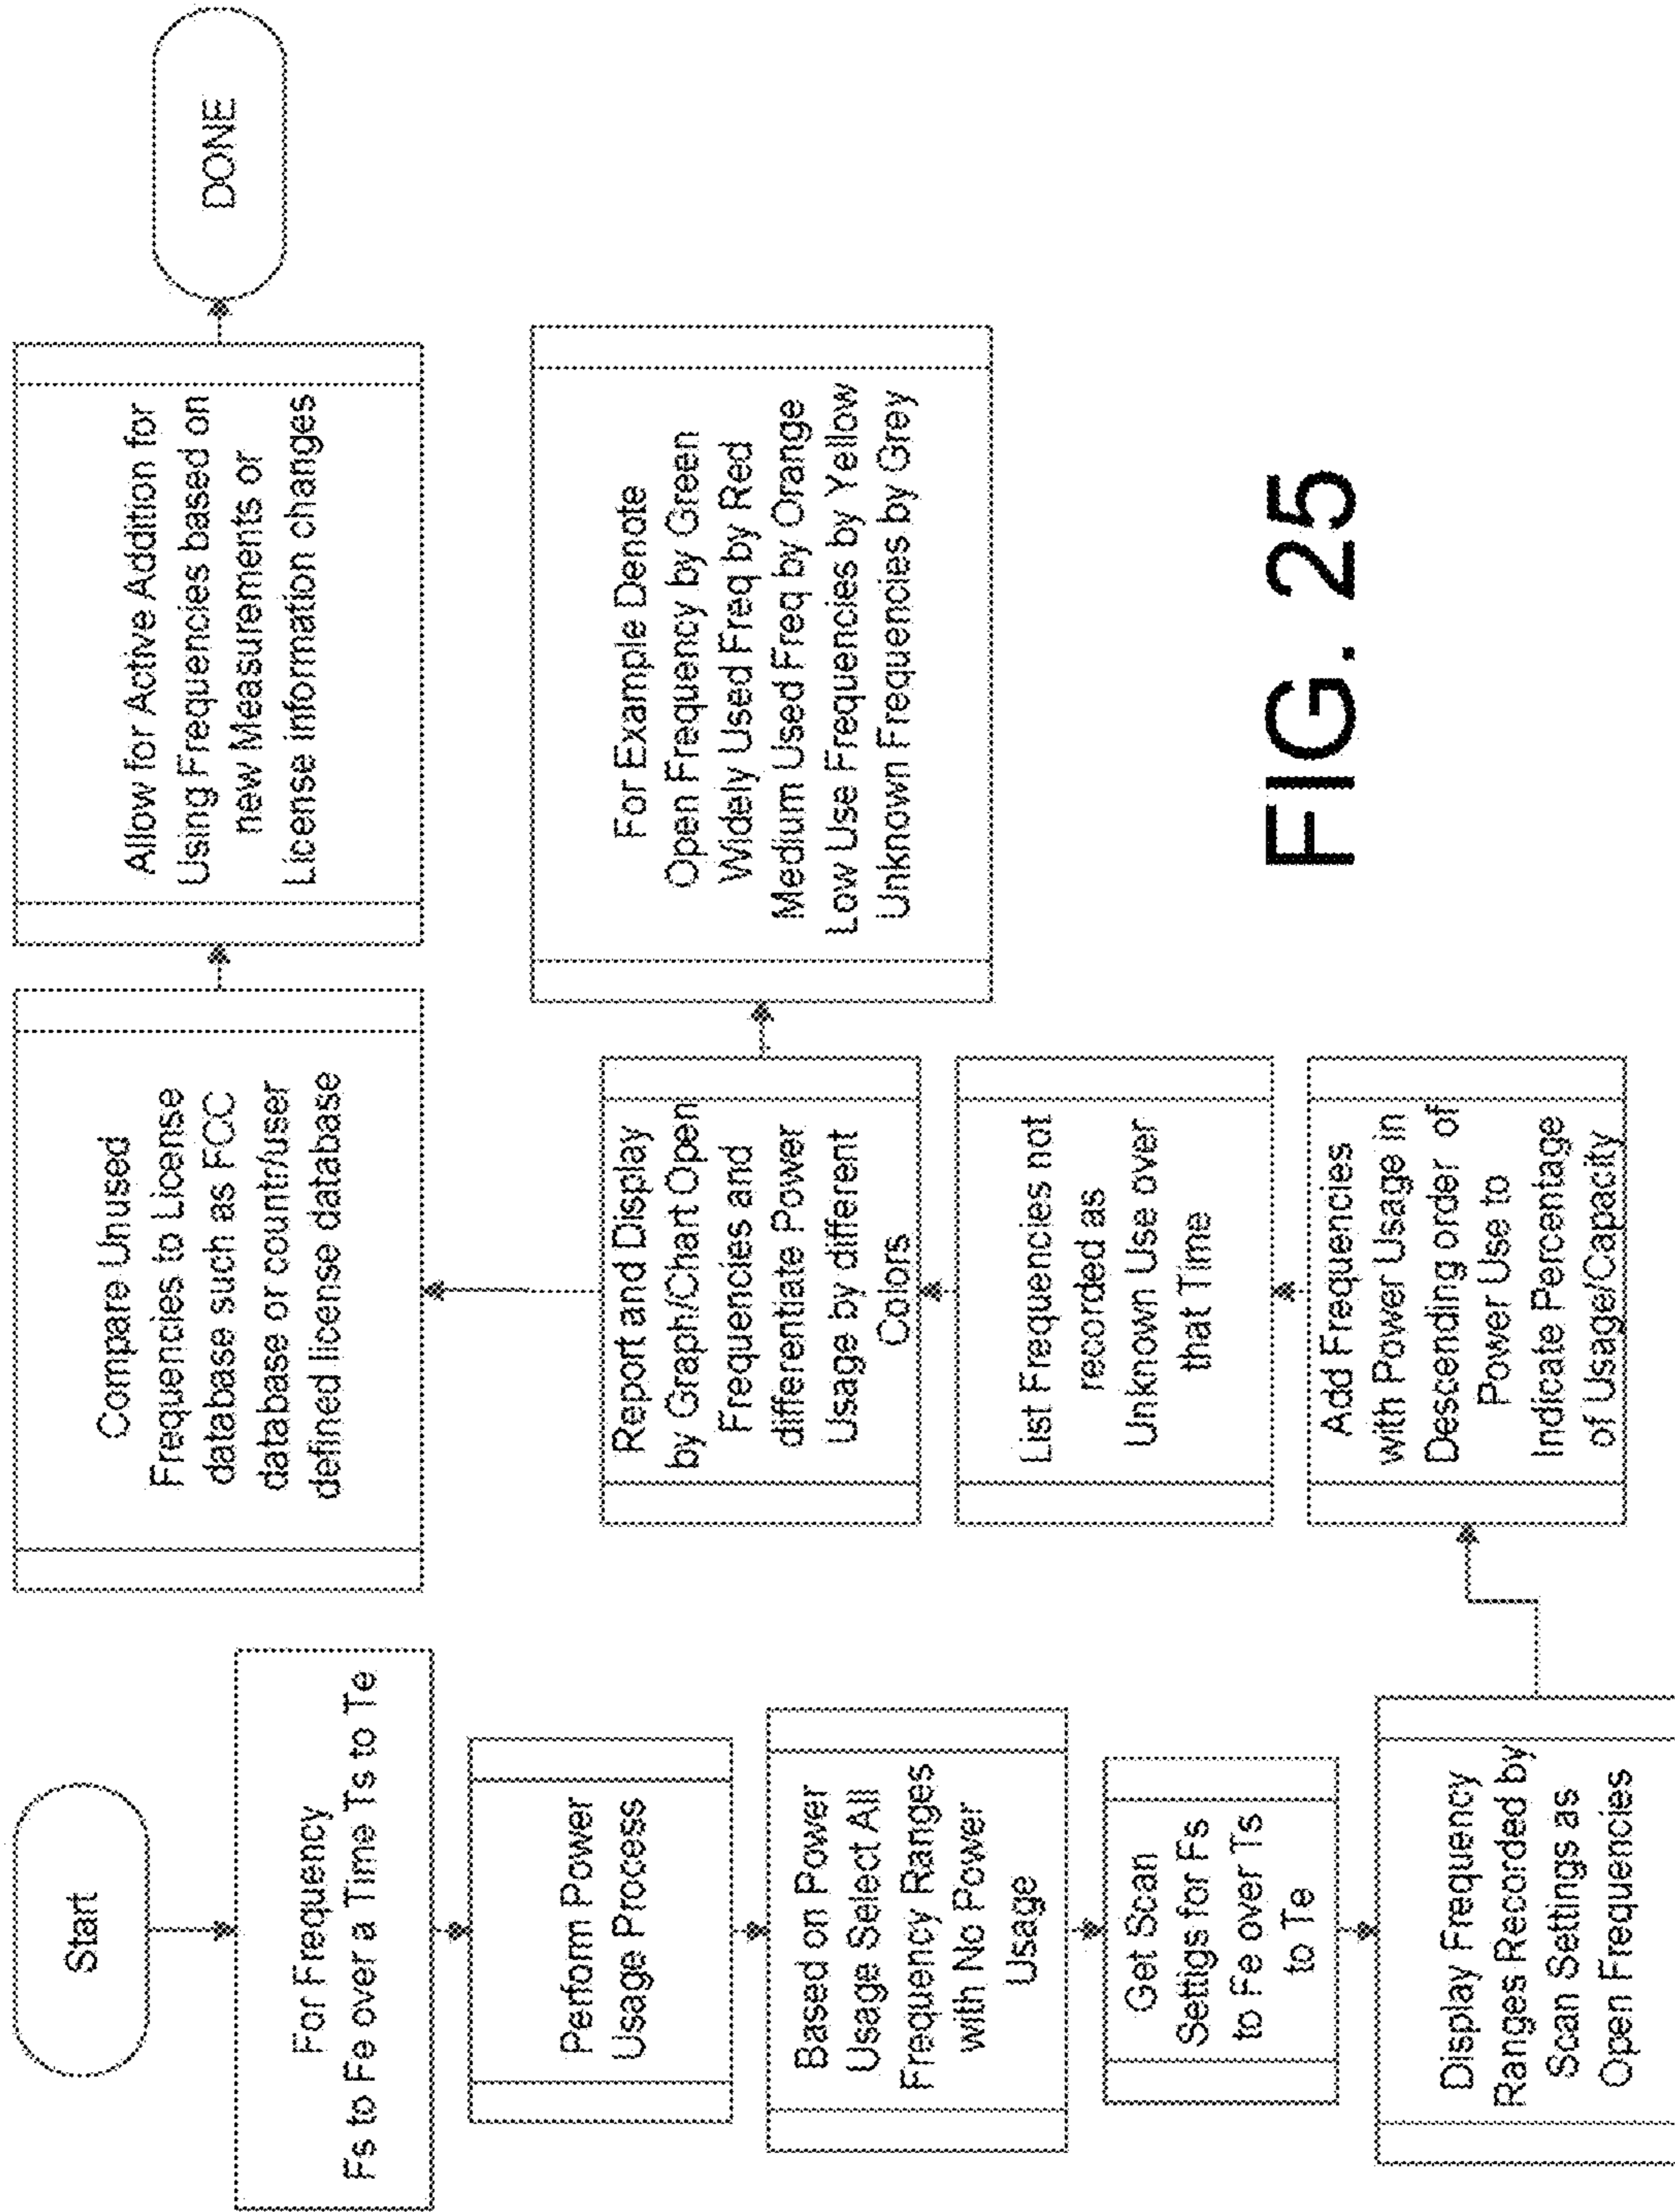 Start
For Frequency
Fs to Fe over a Time Ts to Te
Perform Power
Usage Process
Based on Power
Usage Select All
Frequency Ranges
with No Power
Usage
Get Scan
Settigs for Fs
to Fe over Ts
to Te
Display Frequency
Ranges Recorded by
Scan Settings as
Open Frequencies
Add Frequencies
with Power Usage in
Descending order of
Power Use to
Indicate Percentage
of Usage/Capacity
List Frequencies not
recorded as
Unknown Use over
that Time
Report and Display
by Graph/Chart Open
Frequencies and
differentiate Power
Usage by different
Colors
For Example Denote
Open Frequency by Green
Widely Used Freq by Red
Medium Used Freq by Orange
Low Use Frequencies by Yellow
Unknown Frequencies by Grey
Compare Unused
Frequencies to License
database such as FCC
database or countr/user
defined license database
Allow for Active Addition for
Using Frequencies based on
new Measurements or
License information changes
DONE
FIG. 25